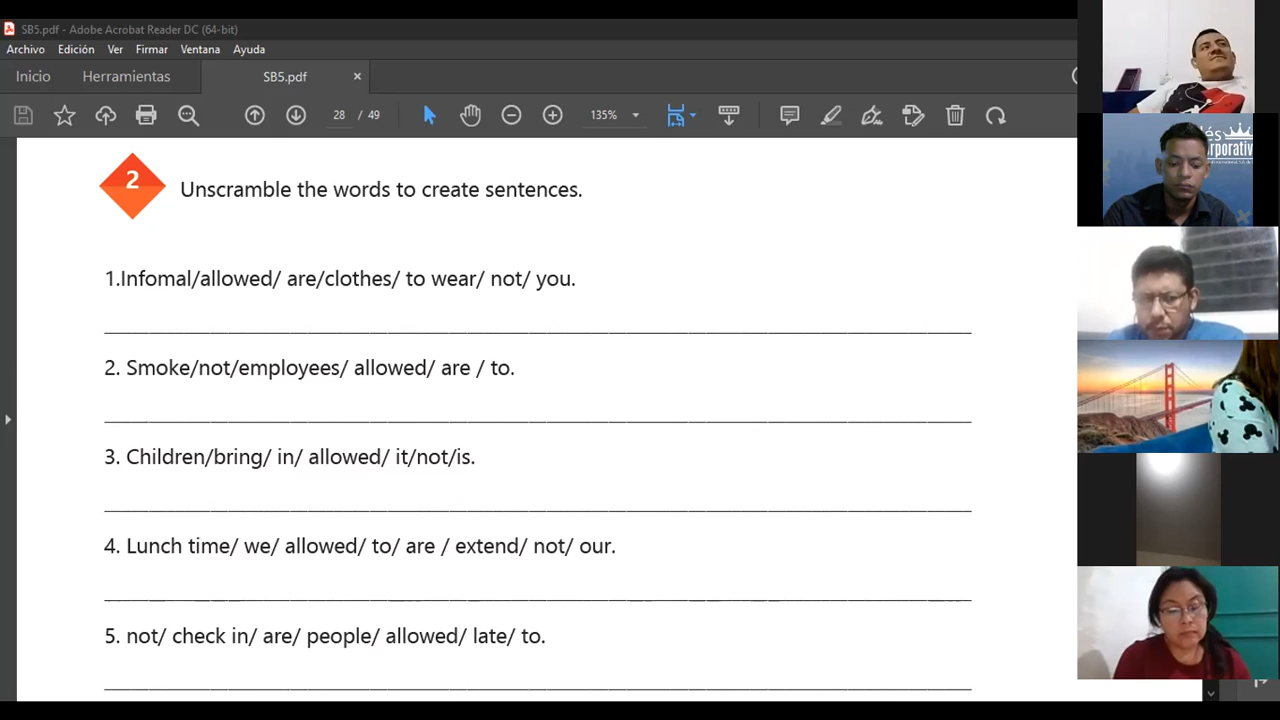 SB5.pdf - Adobe Acrobat Reader DC (64-bit)
Archivo Edición Ver Firmar Ventana Ayuda
Inicio Herramientas SB5.pdf ×
28 / 49 135%
2 Unscramble the words to create sentences.
1.Infomal/allowed/ are/clothes/ to wear/ not/ you.
2. Smoke/not/employees/ allowed/ are / to.
3. Children/bring/ in/ allowed/ it/not/is.
4. Lunch time/ we/ allowed/ to/ are / extend/ not/ our.
5. not/ check in/ are/ people/ allowed/ late/ to.